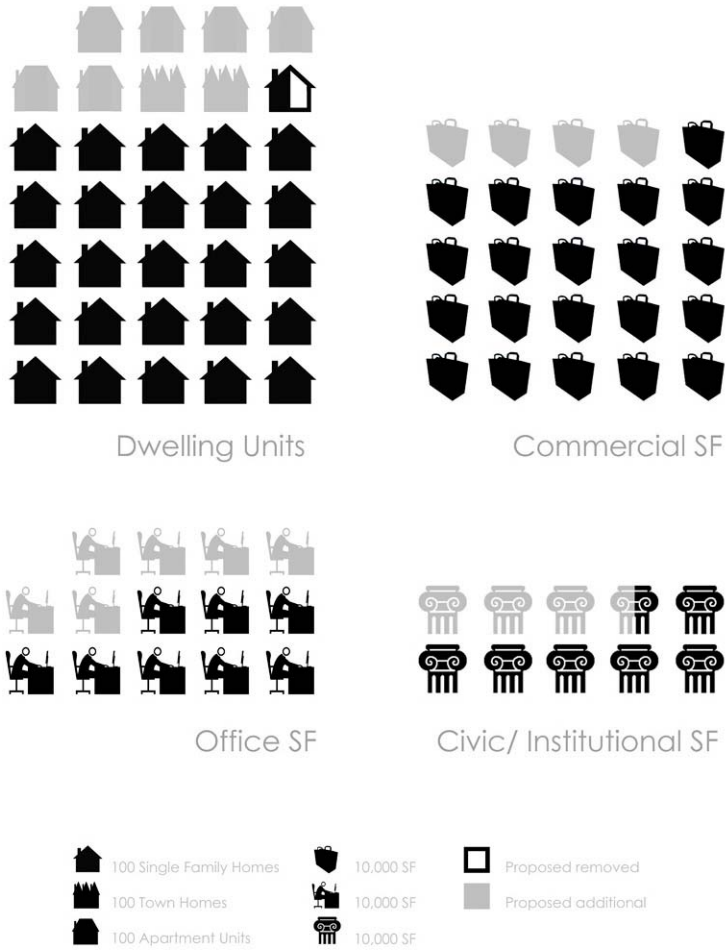 Dwelling Units
Commercial SF
Office SF
Civic/ Institutional SF
100 Single Family Homes
10,000 SF
Proposed removed
100 Town Homes
10,000 SF
Proposed additional
100 Apartment Units
10,000 SF